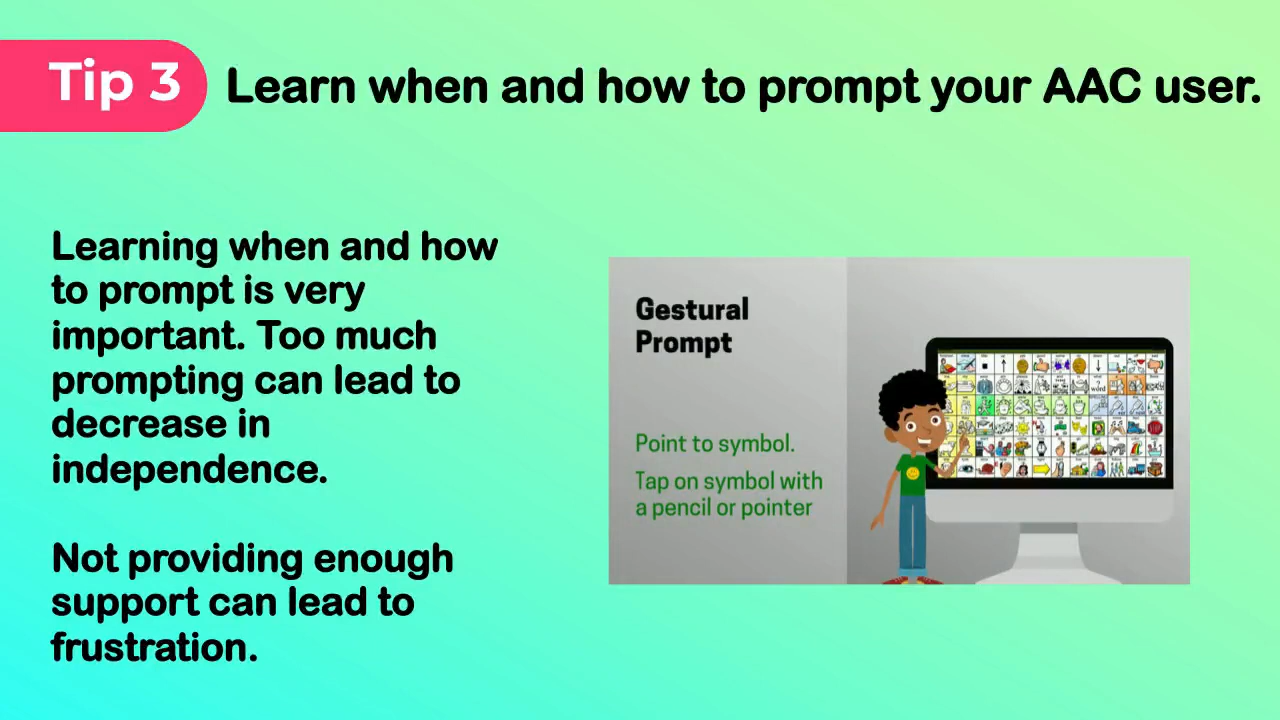 Tip 3
Learn when and how to prompt your AAC user.
Learning when and how
to prompt is very
important. Too much
prompting can lead to
decrease in
independence.
Not providing enough
support can lead to
frustration.
Gestural
Prompt
Point to symbol.
Tap on symbol with
a pencil or pointer